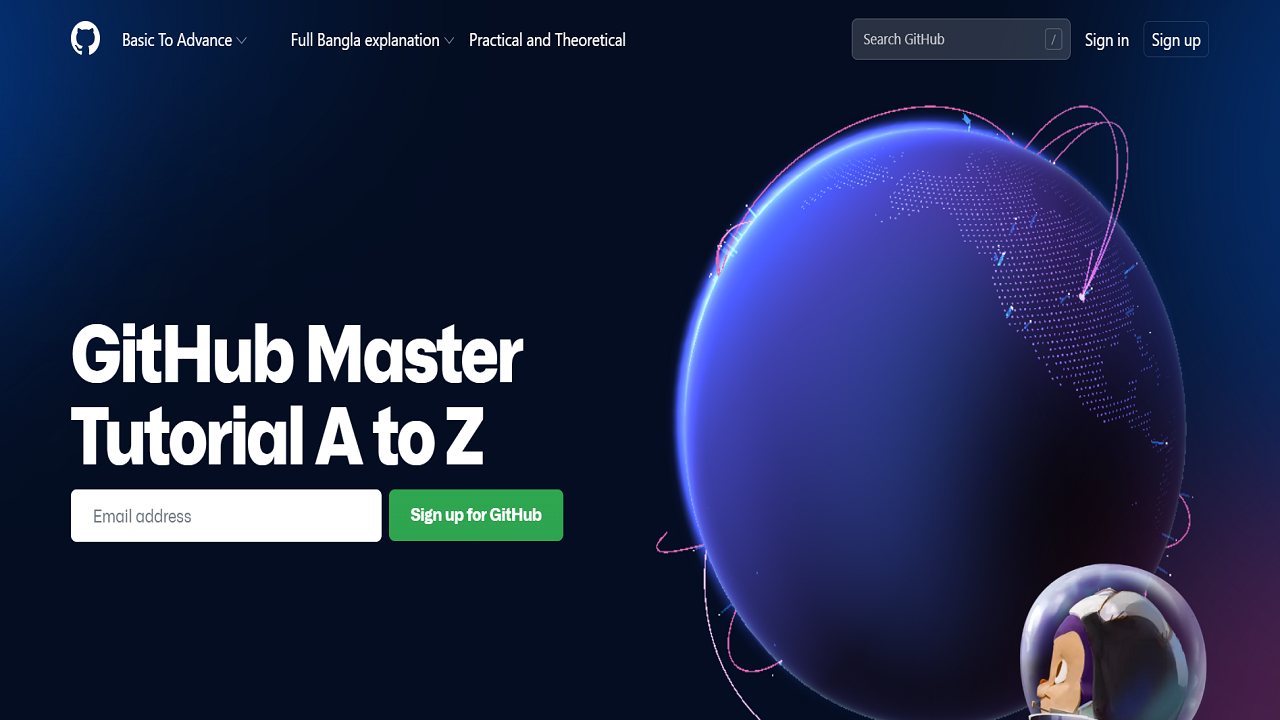 Basic To Advance
Full Bangla explanation
Practical and Theoretical
Search GitHub
/
Sign in
Sign up
GitHub Master
Tutorial A to Z
Email address
Sign up for GitHub